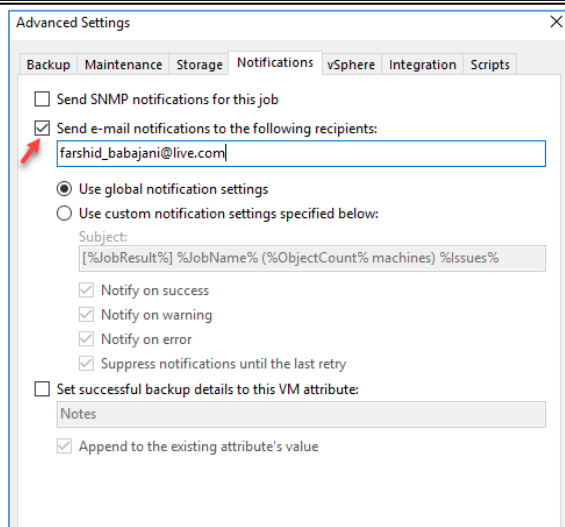 Advanced Settings
Backup Maintenance Storage Notifications vSphere Integration Scripts
Send SNMP notifications for this job
Send e-mail notifications to the following recipients:
farshid_babajani@live.com
Use global notification settings
Use custom notification settings specified below:
Subject:
[%JobResult%] %JobName% (%ObjectCount% machines) %Issues%
Notify on success
Notify on warning
Notify on error
Suppress notifications until the last retry
Set successful backup details to this VM attribute:
Notes
Append to the existing attribute's value